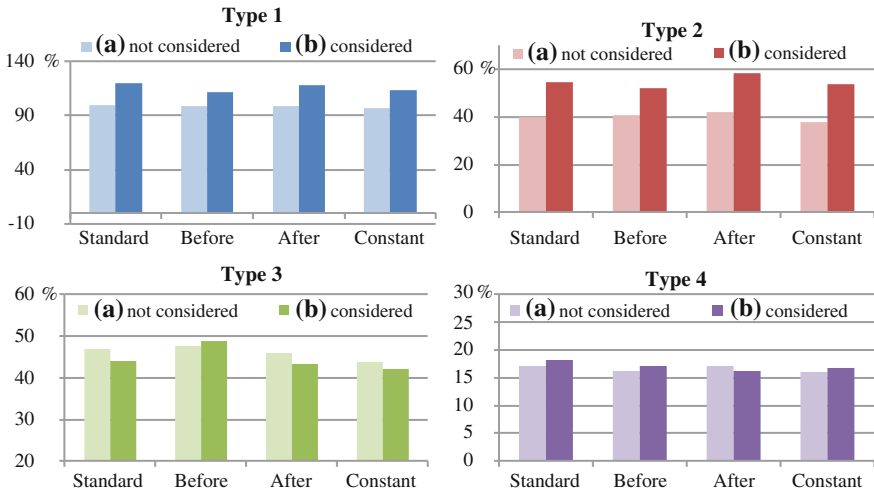 Type 1
(a) not considered (b) considered
140 %
90
40
-10
Standard Before After Constant
Type 2
(a) not considered (b) considered
60 %
40
20
0
Standard Before After Constant
Type 3
60 %
(a) not considered (b) considered
50
40
30
20
Standard Before After Constant
Type 4
30 %
(a) not considered (b) considered
25
20
15
10
5
0
Standard Before After Constant